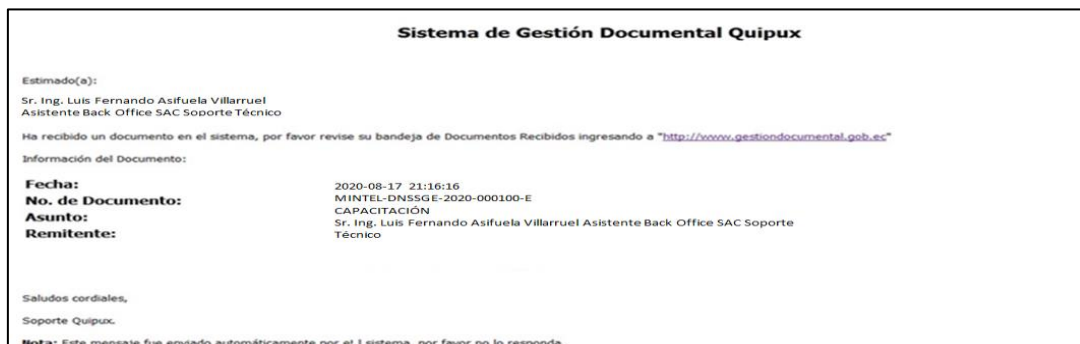 Sistema de Gestión Documental Quipux
Estimado(a):
Sr. Ing. Luis Fernando Asifuela Villarruel
Asistente Back Office SAC Soporte Técnico
Ha recibido un documento en el sistema, por favor revise su bandeja de Documentos Recibidos ingresando a "http://www.gestiondocumental.gob.ec"
Información del Documento:
Fecha: 2020-08-17 21:16:16
No. de Documento: MINTEL-DNSSGE-2020-000100-E
Asunto: CAPACITACIÓN
Remitente: Sr. Ing. Luis Fernando Asifuela Villarruel Asistente Back Office SAC Soporte
Técnico
Saludos cordiales,
Soporte Quipux.
Nota: Este mensaje fue enviado automáticamente por el l sistema, por favor no lo responda.